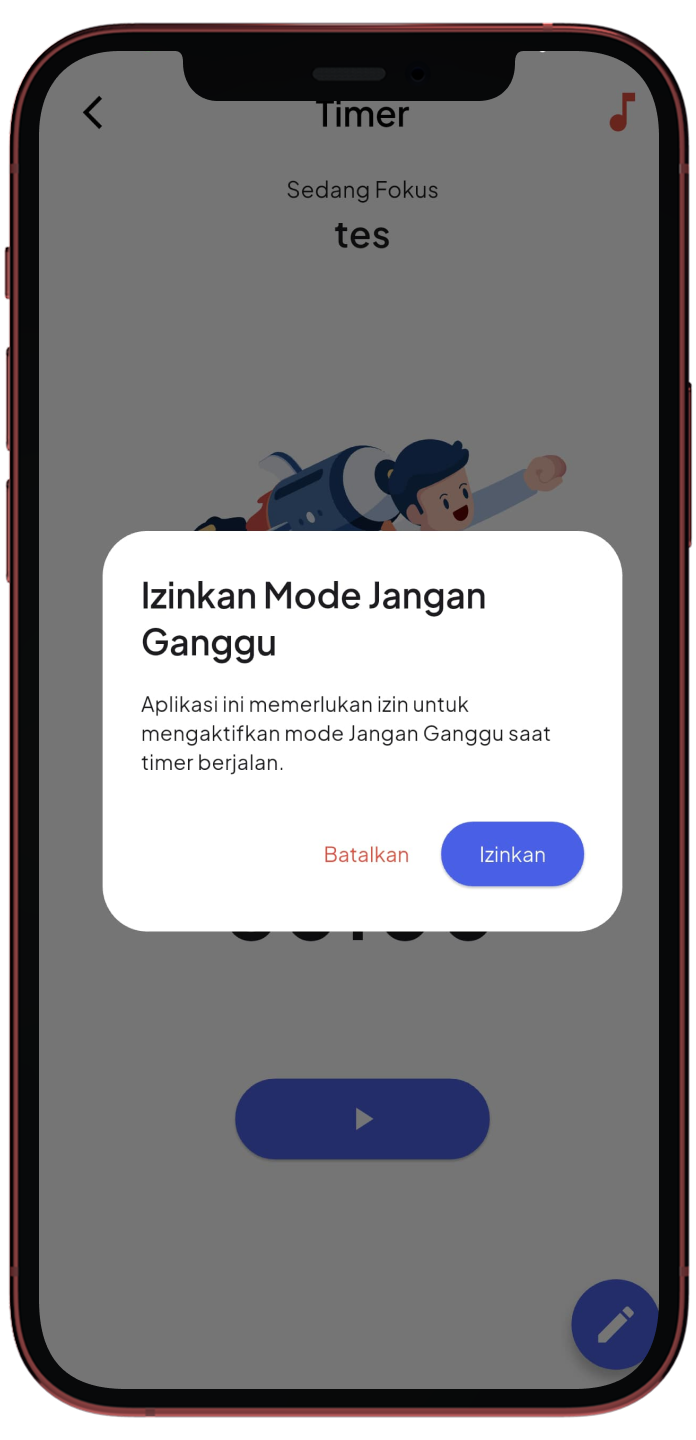 Timer
Sedang Fokus
tes
Izinkan Mode Jangan
Ganggu
Aplikasi ini memerlukan izin untuk
mengaktifkan mode Jangan Ganggu saat
timer berjalan.
Batalkan Izinkan